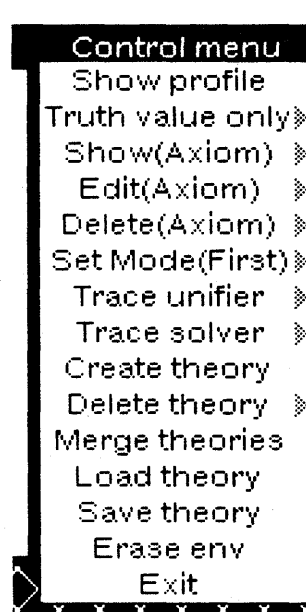 Control menu
Show profile
Truth value only
Show(Axiom)
Edit(Axiom)
Delete(Axiom)
Set Mode(First)
Trace unifier
Trace solver
Create theory
Delete theory
Merge theories
Load theory
Save theory
Erase env
Exit